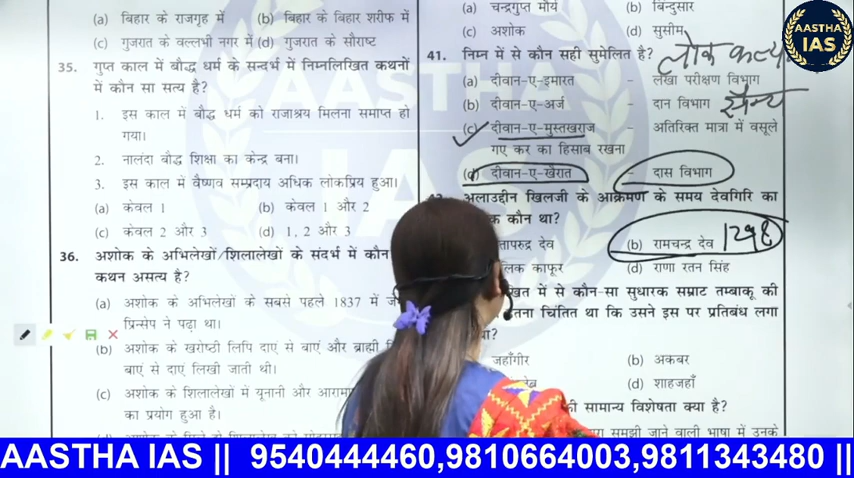 (a) बिहार के राजगृह में (b) बिहार के बिहार शरीफ में
(c) गुजरात के वल्लभी नगर में (d) गुजरात के सौराष्ट
35. गुप्त काल में बौद्ध धर्म के सन्दर्भ में निम्नलिखित कथनों
में कौन सा सत्य है?
1. इस काल में बौद्ध धर्म को राजाश्रय मिलना समाप्त हो
गया।
2. नालंदा बौद्ध शिक्षा का केन्द्र बना।
3. इस काल में वैष्णव सम्प्रदाय अधिक लोकप्रिय हुआ।
(a) केवल 1 (b) केवल 1 और 2
(c) केवल 2 और 3 (d) 1, 2 और 3
36. अशोक के अभिलेखों/शिलालेखों के संदर्भ में कौन
कथन असत्य है?
(a) अशोक के अभिलेखों के सबसे पहले 1837 में
प्रिन्सेप ने पढ़ा था।
(b) अशोक के खरोष्ठी लिपि दाएं से बाएं और ब्राह्मी
बाएं से दाएं लिखी जाती थी।
(c) अशोक के शिलालेखों में यूनानी और
का प्रयोग हुआ है।
(a) चन्द्रगुप्त मौर्य (b) बिंदुसार
(c) अशोक (d) सुसीम
41. निम्न में से कौन सही सुमेलित है? लोक
(a) दीवान-ए-इमारत - लेखा परीक्षण विभाग
(b) दीवान-ए-अर्ज - दान विभाग सैन्य
(c) दीवान-ए-मुस्तखराज - अतिरिक्त मात्रा में वसूले
गए कर का हिसाब रखना
(d) दीवान-ए-खैरात - दास विभाग
अलाउद्दीन खिलजी के आक्रमण के समय देवगिरि का
कौन था?
देव (b) रामचन्द्र देव
काफूर (d) राणा रतन सिंह
में से कौन-सा सुधारक सम्राट तम्बाकू की
इतना चिंतित था कि उसने इस पर प्रतिबंध लगा
जहाँगीर (b) अकबर
(d) शाहजहाँ
की सामान्य विशेषता क्या है?
समझी जाने वाली भाषा में उनके
AASTHA IAS
AASTHA IAS
AASTHA IAS || 9540444460,9810664003,9811343480 ||